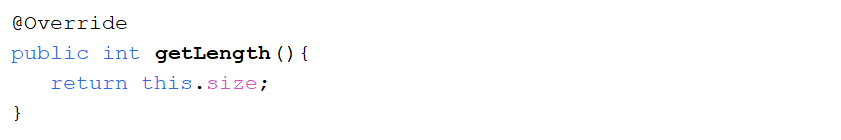 @Override
public int getLength(){
   return this.size;
}